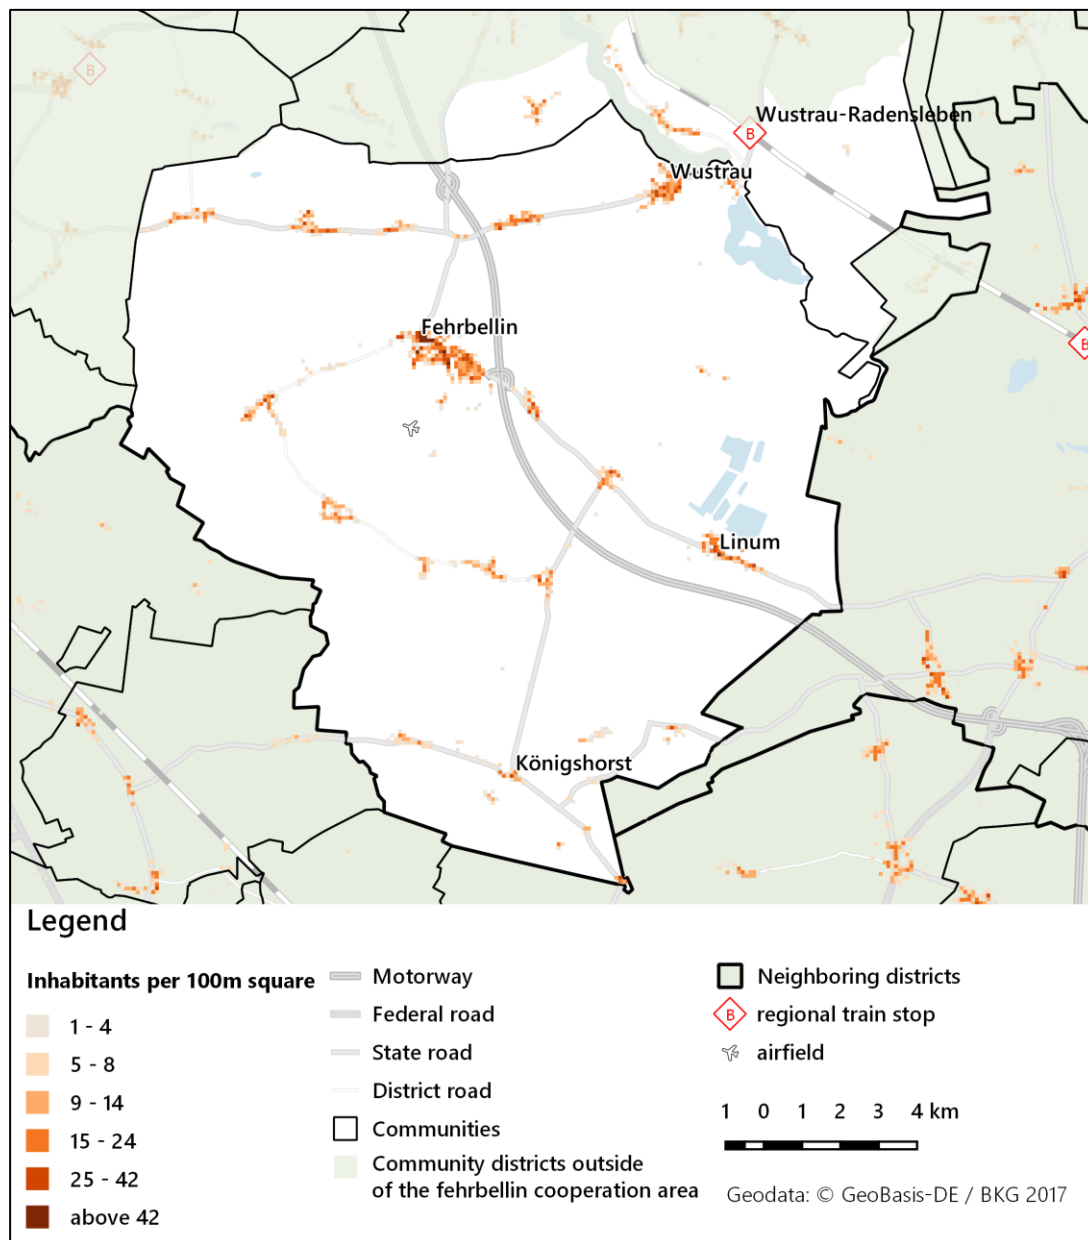 B
Wustrau-Radensleben
B
Wustrau
Fehrbellin
B
Linum
Königshorst
Legend
Inhabitants per 100m square
1 - 4
5 - 8
9 - 14
15 - 24
25 - 42
above 42
Motorway
Federal road
State road
District road
Communities
Community districts outside
of the fehrbellin cooperation area
Neighboring districts
B regional train stop
airfield
1 0 1 2 3 4 km
Geodata: © GeoBasis-DE / BKG 2017